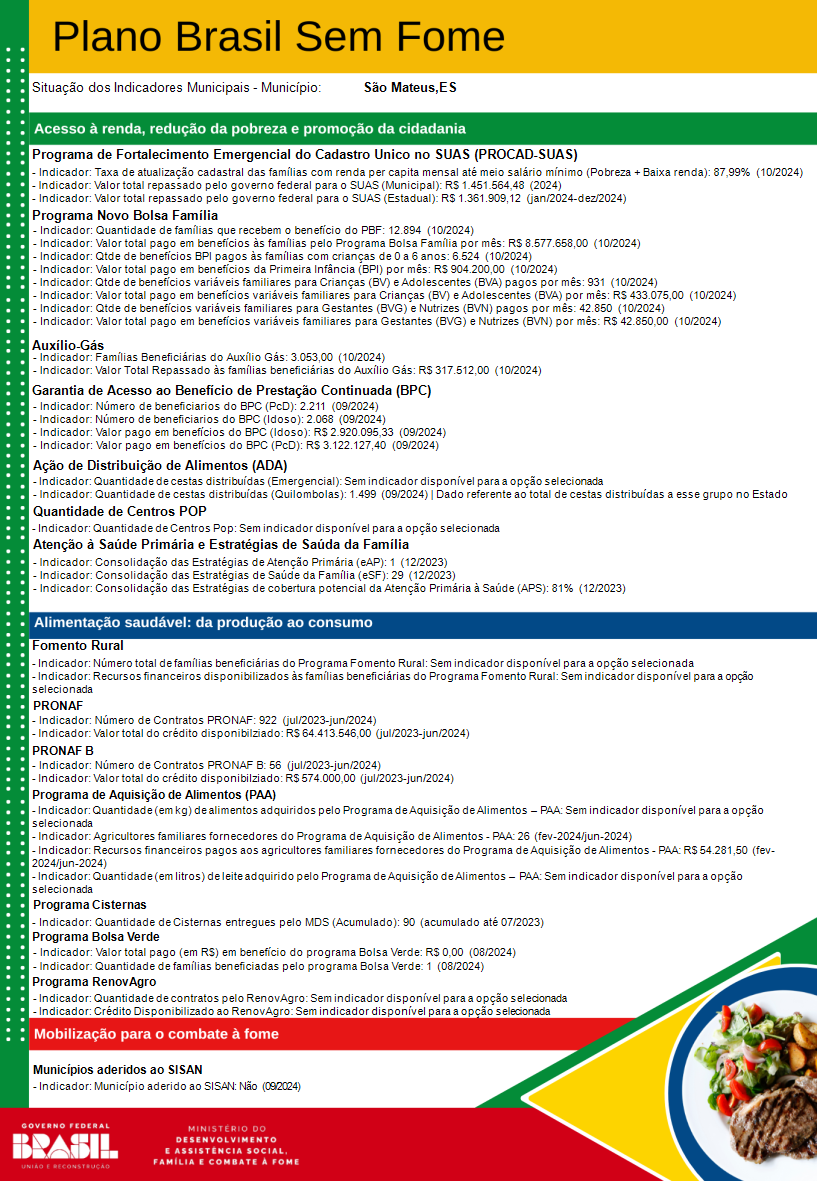 Plano Brasil Sem Fome
Situação dos Indicadores Municipais - Município: São Mateus,ES
Acesso à renda, redução da pobreza e promoção da cidadania
Programa de Fortalecimento Emergencial do Cadastro Unico no SUAS (PROCAD-SUAS)
- Indicador: Taxa de atualização cadastral das famílias com renda per capita mensal até meio salário mínimo (Pobreza + Baixa renda): 87,99% (10/2024)
- Indicador: Valor total repassado pelo governo federal para o SUAS (Municipal): R$ 1.451.564,48 (2024)
- Indicador: Valor total repassado pelo governo federal para o SUAS (Estadual): R$ 1.361.909,12 (jan/2024-dez/2024)
Programa Novo Bolsa Família
- Indicador: Quantidade de famílias que recebem o benefício do PBF: 12.894 (10/2024)
- Indicador: Valor total pago em benefícios às famílias pelo Programa Bolsa Família por mês: R$ 8.577.658,00 (10/2024)
- Indicador: Qtde de benefícios BPI pagos às famílias com crianças de 0 a 6 anos: 6.524 (10/2024)
- Indicador: Valor total pago em benefícios da Primeira Infância (BPI) por mês: R$ 904.200,00 (10/2024)
- Indicador: Qtde de benefícios variáveis familiares para Crianças (BV) e Adolescentes (BVA) pagos por mês: 931 (10/2024)
- Indicador: Valor total pago em benefícios variáveis familiares para Crianças (BV) e Adolescentes (BVA) por mês: R$ 433.075,00 (10/2024)
- Indicador: Qtde de benefícios variáveis familiares para Gestantes (BVG) e Nutrizes (BVN) pagos por mês: 42.850 (10/2024)
- Indicador: Valor total pago em benefícios variáveis familiares para Gestantes (BVG) e Nutrizes (BVN) por mês: R$ 42.850,00 (10/2024)
Auxílio-Gás
- Indicador: Famílias Beneficiárias do Auxílio Gás: 3.053,00 (10/2024)
- Indicador: Valor Total Repassado às famílias beneficiárias do Auxílio Gás: R$ 317.512,00 (10/2024)
Garantia de Acesso ao Benefício de Prestação Continuada (BPC)
- Indicador: Número de beneficiarios do BPC (PcD): 2.211 (09/2024)
- Indicador: Número de beneficiarios do BPC (Idoso): 2.068 (09/2024)
- Indicador: Valor pago em benefícios do BPC (Idoso): R$ 2.920.095,33 (09/2024)
- Indicador: Valor pago em benefícios do BPC (PcD): R$ 3.122.127,40 (09/2024)
Ação de Distribuição de Alimentos (ADA)
- Indicador: Quantidade de cestas distribuídas (Emergencial): Sem indicador disponível para a opção selecionada
- Indicador: Quantidade de cestas distribuídas (Quilombolas): 1.499 (09/2024) | Dado referente ao total de cestas distribuídas a esse grupo no Estado
Quantidade de Centros POP
- Indicador: Quantidade de Centros Pop: Sem indicador disponível para a opção selecionada
Atenção à Saúde Primária e Estratégias de Saúda da Família
- Indicador: Consolidação das Estratégias de Atenção Primária (eAP): 1 (12/2023)
- Indicador: Consolidação das Estratégias de Saúde da Família (eSF): 29 (12/2023)
- Indicador: Consolidação das Estratégias de cobertura potencial da Atenção Primária à Saúde (APS): 81% (12/2023)
Alimentação saudável: da produção ao consumo
Fomento Rural
- Indicador: Número total de famílias beneficiárias do Programa Fomento Rural: Sem indicador disponível para a opção selecionada
- Indicador: Recursos financeiros disponibilizados às famílias beneficiárias do Programa Fomento Rural: Sem indicador disponível para a opção
selecionada
PRONAF
- Indicador: Número de Contratos PRONAF: 922 (jul/2023-jun/2024)
- Indicador: Valor total do crédito disponibilziado: R$ 64.413.546,00 (jul/2023-jun/2024)
PRONAF B
- Indicador: Número de Contratos PRONAF B: 56 (jul/2023-jun/2024)
- Indicador: Valor total do crédito disponibilziado: R$ 574.000,00 (jul/2023-jun/2024)
Programa de Aquisição de Alimentos (PAA)
- Indicador: Quantidade (em kg) de alimentos adquiridos pelo Programa de Aquisição de Alimentos – PAA: Sem indicador disponível para a opção
selecionada
- Indicador: Agricultores familiares fornecedores do Programa de Aquisição de Alimentos - PAA: 26 (fev-2024/jun-2024)
- Indicador: Recursos financeiros pagos aos agricultores familiares fornecedores do Programa de Aquisição de Alimentos - PAA: R$ 54.281,50 (fev-
2024/jun-2024)
- Indicador: Quantidade (em litros) de leite adquirido pelo Programa de Aquisição de Alimentos – PAA: Sem indicador disponível para a opção
selecionada
Programa Cisternas
- Indicador: Quantidade de Cisternas entregues pelo MDS (Acumulado): 90 (acumulado até 07/2023)
Programa Bolsa Verde
- Indicador: Valor total pago (em R$) em benefício do programa Bolsa Verde: R$ 0,00 (08/2024)
- Indicador: Quantidade de famílias beneficiadas pelo programa Bolsa Verde: 1 (08/2024)
Programa RenovAgro
- Indicador: Quantidade de contratos pelo RenovAgro: Sem indicador disponível para a opção selecionada
- Indicador: Crédito Disponibilizado ao RenovAgro: Sem indicador disponível para a opção selecionada
Mobilização para o combate à fome
Municípios aderidos ao SISAN
- Indicador: Município aderido ao SISAN: Não (09/2024)
GOVERNO FEDERAL
BRASIL
UNIÃO E RECONSTRUÇÃO
MINISTÉRIO DO
DESENVOLVIMENTO
E ASSISTÊNCIA SOCIAL,
FAMÍLIA E COMBATE À FOME